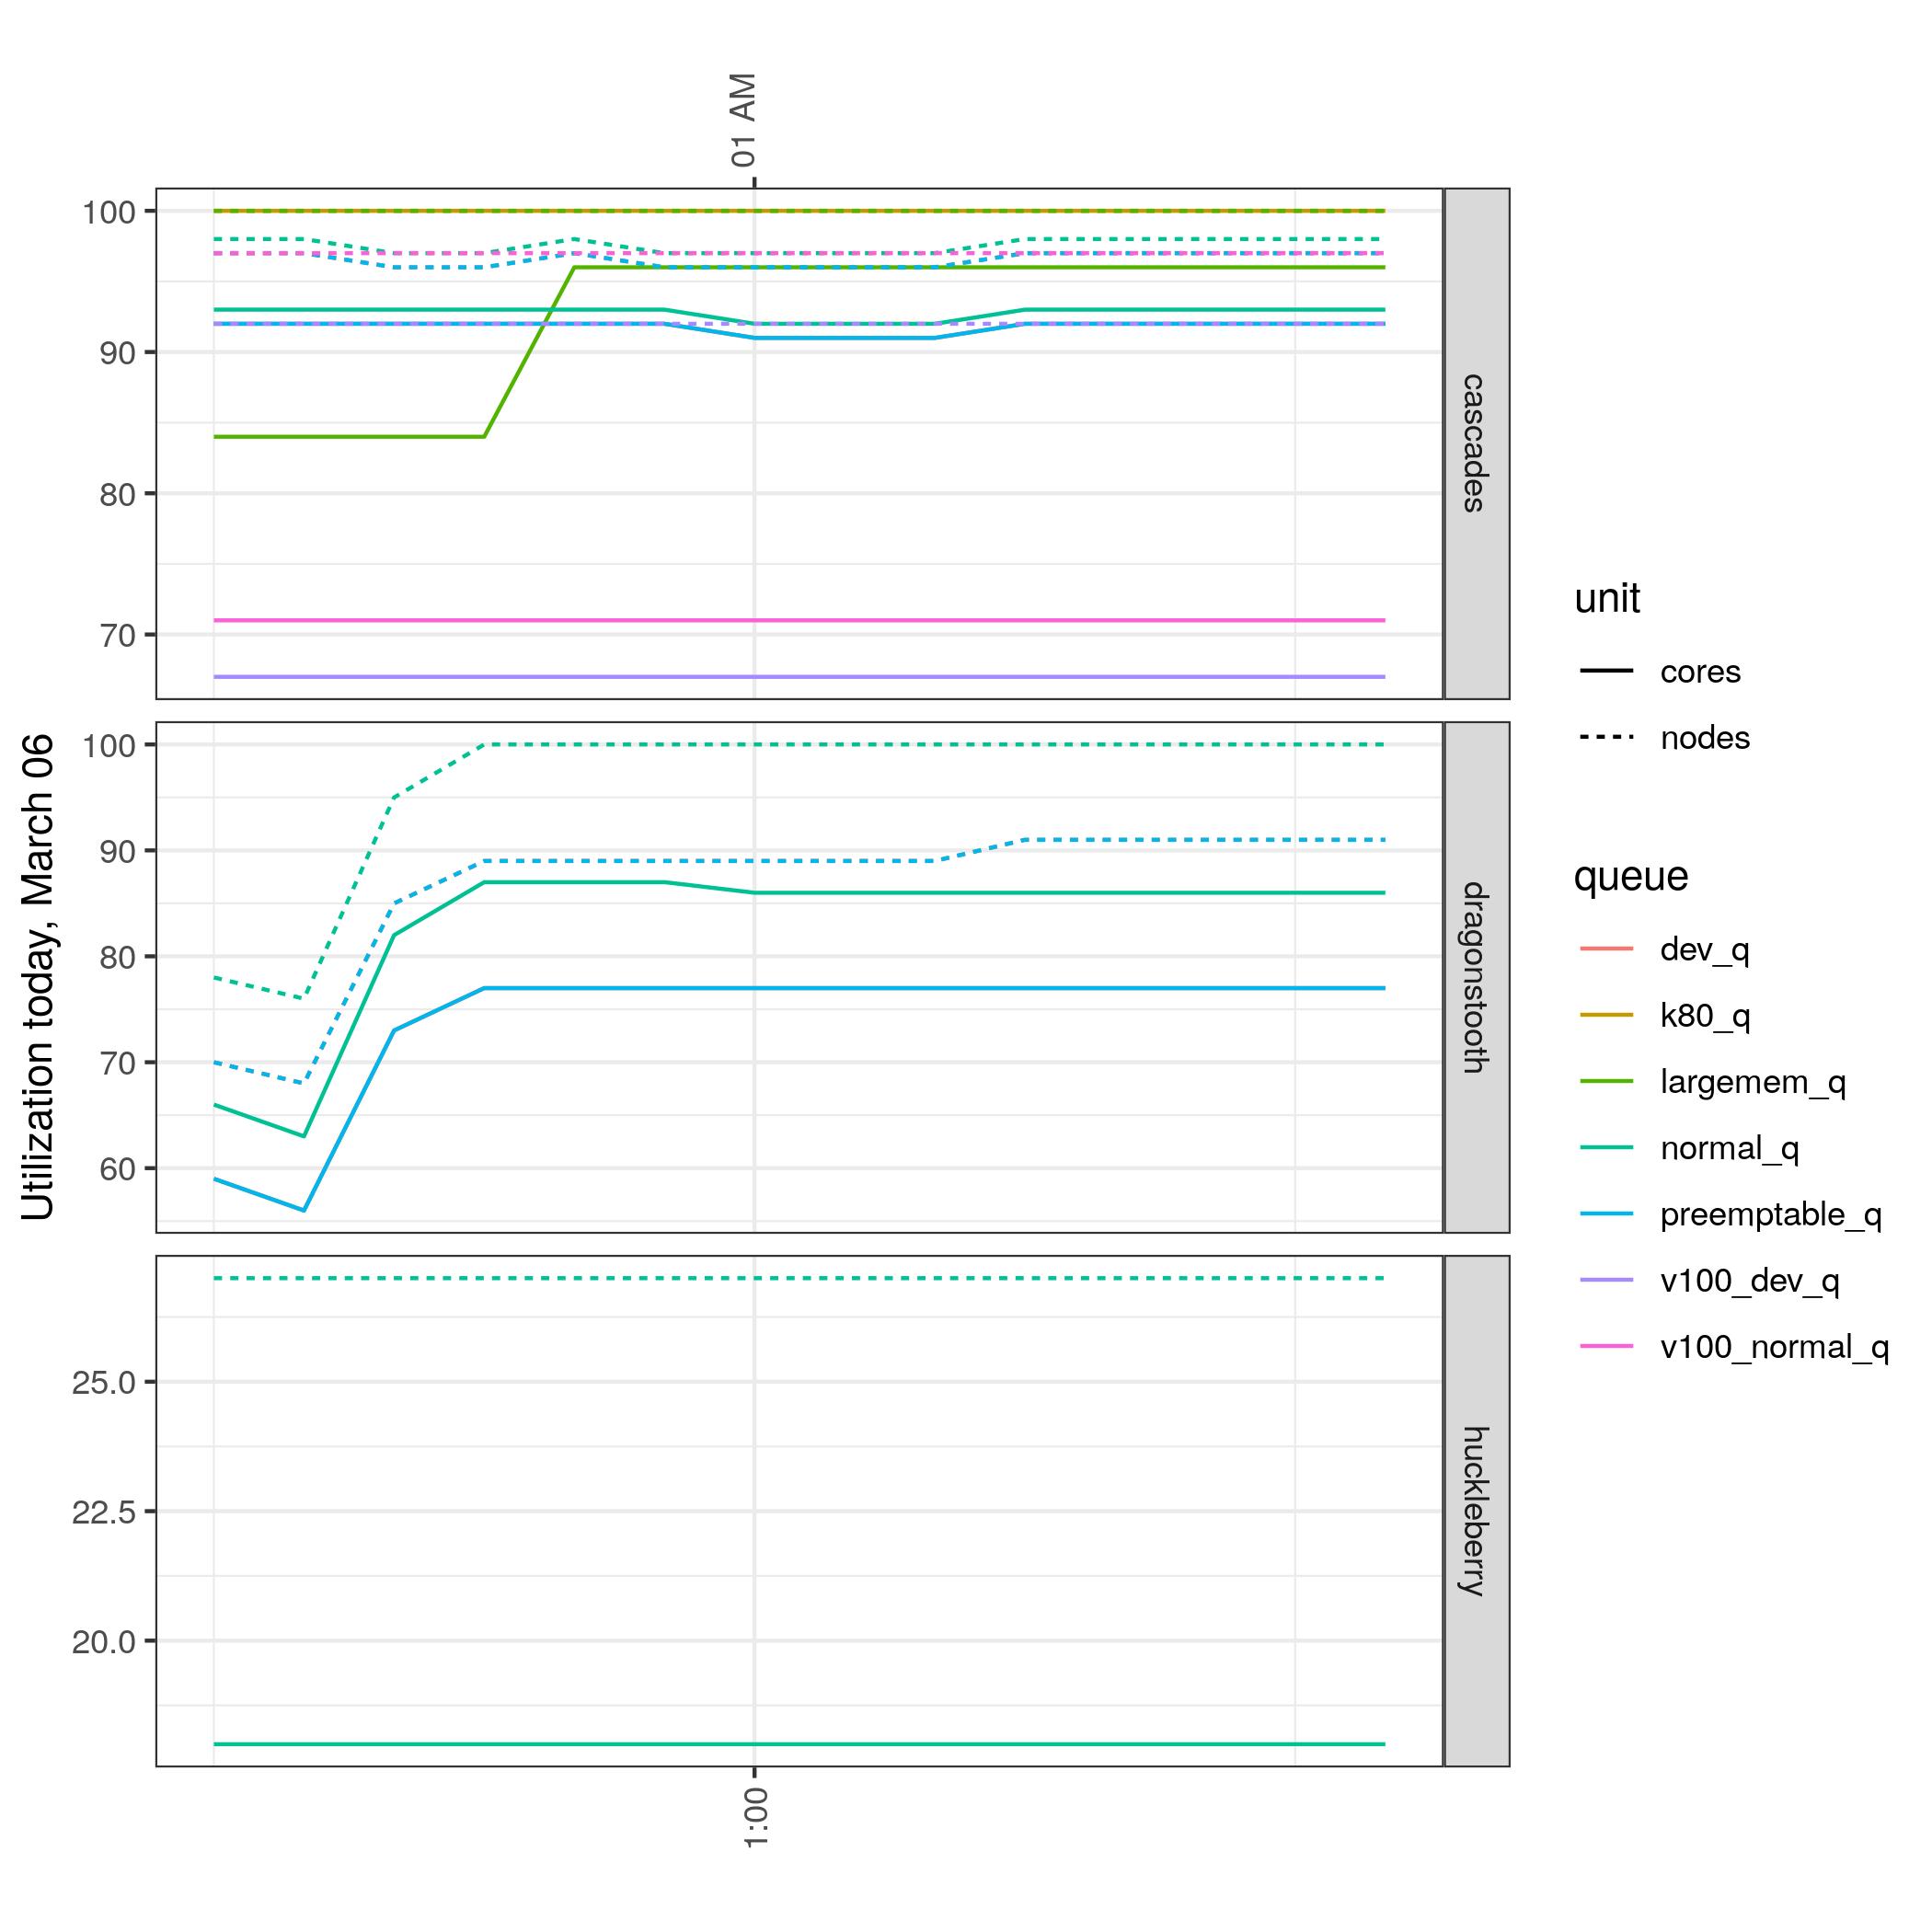 01 AM
100
90
80
70
cascades
100
90
80
70
60
dragonstooth
25.0
22.5
20.0
huckleberry
1:00
Utilization today, March 06
unit
cores
nodes
queue
dev_q
k80_q
largemem_q
normal_q
preemptable_q
v100_dev_q
v100_normal_q